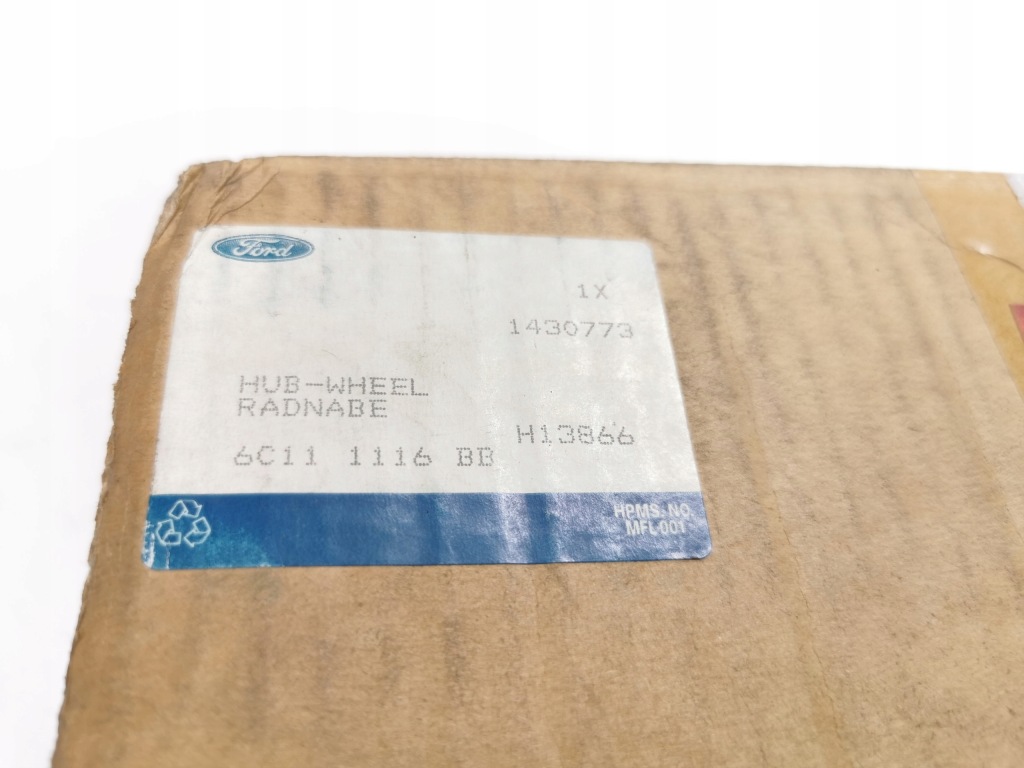 Ford
1X
1430773
HUB-WHEEL
RADNABE
H13866
6C11 1116 BB
HPMS. NO
MFL001